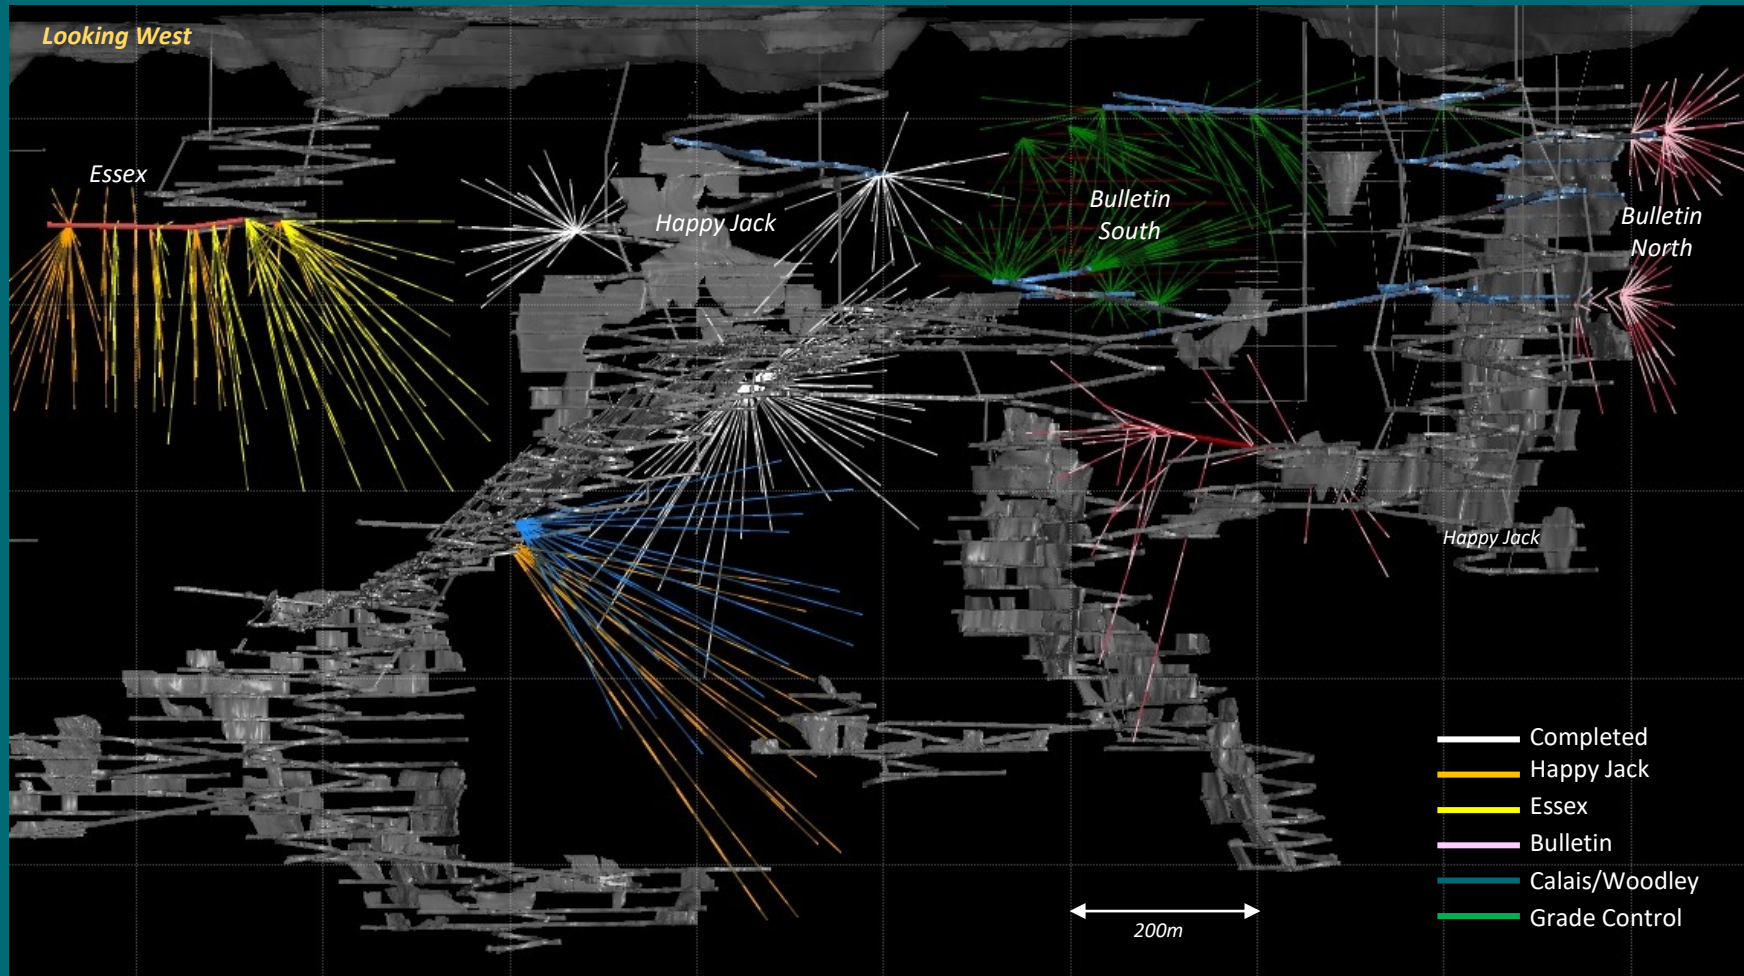 Looking West
Essex
Happy Jack
Bulletin
South
Bulletin
North
Happy Jack
Completed
Happy Jack
Essex
Bulletin
Calais/Woodley
Grade Control
200m